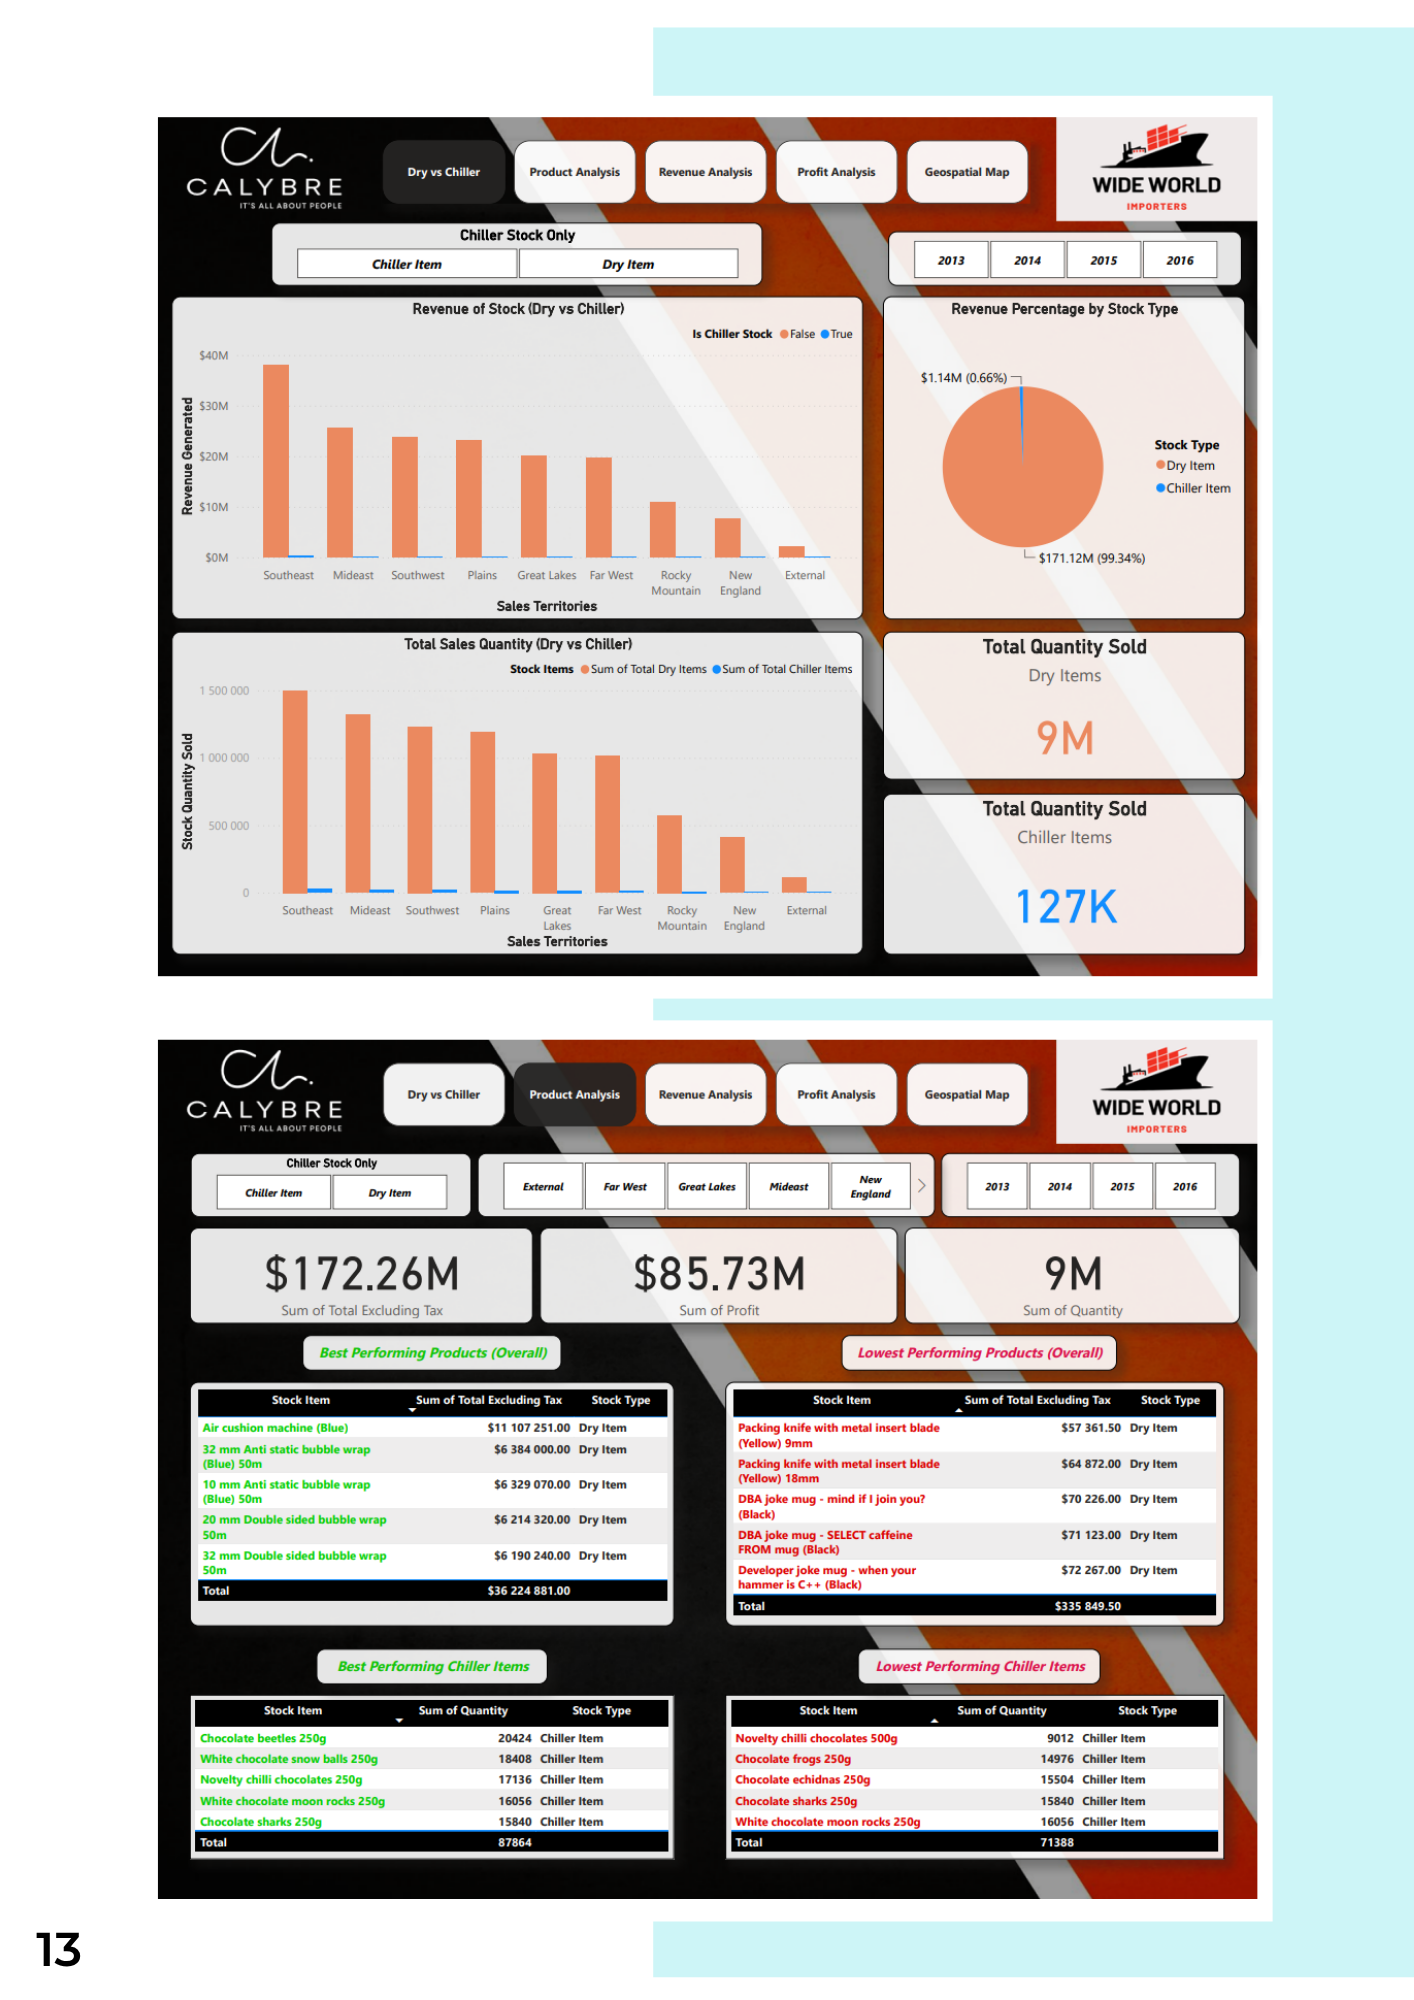 CALYBRE
IT'S ALL ABOUT PEOPLE
Dry vs Chiller
Product Analysis
Revenue Analysis
Profit Analysis
Geospatial Map
WIDE WORLD
IMPORTERS
Chiller Stock Only
Chiller Item
Dry Item
2013
2014
2015
2016
Revenue of Stock (Dry vs Chiller)
Is Chiller Stock False True
$40M
$30M
$20M
$10M
$0M
Revenue Generated
Southeast
Mideast
Southwest
Plains
Great Lakes
Far West
Rocky
Mountain
New
England
External
Sales Territories
Revenue Percentage by Stock Type
$1.14M (0.66%)
$171.12M (99.34%)
Stock Type
Dry Item
Chiller Item
Total Sales Quantity (Dry vs Chiller)
Stock Items Sum of Total Dry Items Sum of Total Chiller Items
1 500 000
1 000 000
500 000
0
Stock Quantity Sold
Southeast
Mideast
Southwest
Plains
Great
Lakes
Far West
Rocky
Mountain
New
England
External
Sales Territories
Total Quantity Sold
Dry Items
9M
Total Quantity Sold
Chiller Items
127K
CALYBRE
IT'S ALL ABOUT PEOPLE
Dry vs Chiller
Product Analysis
Revenue Analysis
Profit Analysis
Geospatial Map
WIDE WORLD
IMPORTERS
Chiller Stock Only
Chiller Item
Dry Item
External
Far West
Great Lakes
Mideast
New
England
2013
2014
2015
2016
$172.26M
Sum of Total Excluding Tax
$85.73M
Sum of Profit
9M
Sum of Quantity
Best Performing Products (Overall)
Stock Item Sum of Total Excluding Tax Stock Type
Air cushion machine (Blue) $11 107 251.00 Dry Item
32 mm Anti static bubble wrap $6 384 000.00 Dry Item
(Blue) 50m
10 mm Anti static bubble wrap $6 329 070.00 Dry Item
(Blue) 50m
20 mm Double sided bubble wrap $6 214 320.00 Dry Item
50m
32 mm Double sided bubble wrap $6 190 240.00 Dry Item
50m
Total $36 224 881.00
Lowest Performing Products (Overall)
Stock Item Sum of Total Excluding Tax Stock Type
Packing knife with metal insert blade $57 361.50 Dry Item
(Yellow) 9mm
Packing knife with metal insert blade $64 872.00 Dry Item
(Yellow) 18mm
DBA joke mug - mind if I join you? $70 226.00 Dry Item
(Black)
DBA joke mug - SELECT caffeine $71 123.00 Dry Item
FROM mug (Black)
Developer joke mug - when your $72 267.00 Dry Item
hammer is C++ (Black)
Total $335 849.50
Best Performing Chiller Items
Stock Item Sum of Quantity Stock Type
Chocolate beetles 250g 20424 Chiller Item
White chocolate snow balls 250g 18408 Chiller Item
Novelty chilli chocolates 250g 17136 Chiller Item
White chocolate moon rocks 250g 16056 Chiller Item
Chocolate sharks 250g 15840 Chiller Item
Total 87864
Lowest Performing Chiller Items
Stock Item Sum of Quantity Stock Type
Novelty chilli chocolates 500g 9012 Chiller Item
Chocolate frogs 250g 14976 Chiller Item
Chocolate echidnas 250g 15504 Chiller Item
Chocolate sharks 250g 15840 Chiller Item
White chocolate moon rocks 250g 16056 Chiller Item
Total 71388
13